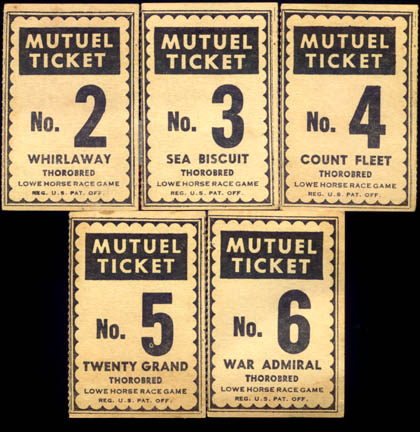 MUTUEL
TICKET
No. 2
WHIRLAWAY
THOROBRED
LOWE HORSE RACE GAME
REG. U.S. PAT. OFF.
MUTUEL
TICKET
No. 3
SEA BISCUIT
THOROBRED
LOWE HORSE RACE GAME
REG. U.S. PAT. OFF.
MUTUEL
TICKET
No. 4
COUNT FLEET
THOROBRED
LOWE HORSE RACE GAME
REG. U.S. PAT. OFF.
MUTUEL
TICKET
No. 5
TWENTY GRAND
THOROBRED
LOWE HORSE RACE GAME
REG. U.S. PAT. OFF.
MUTUEL
TICKET
No. 6
WAR ADMIRAL
THOROBRED
LOWE HORSE RACE GAME
REG. U.S. PAT. OFF.